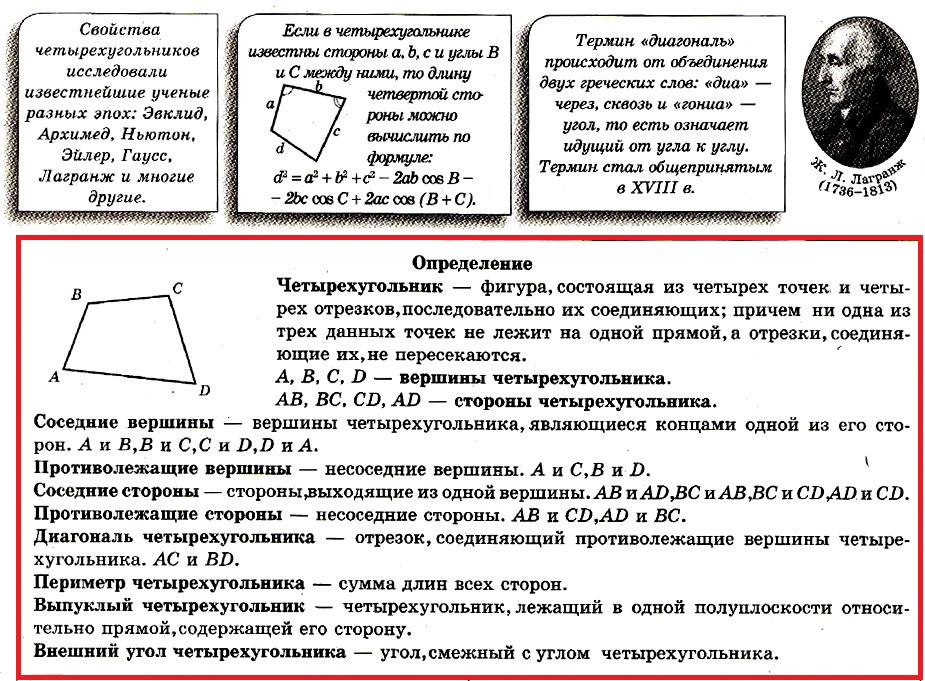 Свойства
четырехугольников
исследовали
известнейшие ученые
разных эпох: Эвклид,
Архимед, Ньютон,
Эйлер, Гаусс,
Лагранж и многие
другие.
Если в четырехугольнике
известны стороны a, b, c и углы B
и C между ними, то длину
четвертой сто-
роны можно
вычислить по
формуле:
d² = a² + b² + c² – 2ab cos B –
– 2bc cos C + 2ac cos (B + C).
a
b
c
d
Термин «диагональ»
происходит от объединения
двух греческих слов: «диа» —
через, сквозь и «гониа» —
угол, то есть означает
идущий от угла к углу.
Термин стал общепринятым
в XVIII в.
Ж. Л. Лагранж
(1736–1813)
Определение
B
C
A
D
Четырехугольник — фигура, состоящая из четырех точек и четы-
рех отрезков, последовательно их соединяющих; причем ни одна из
трех данных точек не лежит на одной прямой, а отрезки, соединя-
ющие их, не пересекаются.
A, B, C, D — вершины четырехугольника.
AB, BC, CD, AD — стороны четырехугольника.
Соседние вершины — вершины четырехугольника, являющиеся концами одной из его сто-
рон. A и B, B и C, C и D, D и A.
Противолежащие вершины — несоседние вершины. A и C, B и D.
Соседние стороны — стороны, выходящие из одной вершины. AB и AD, BC и AB, BC и CD, AD и CD.
Противолежащие стороны — несоседние стороны. AB и CD, AD и BC.
Диагональ четырехугольника — отрезок, соединяющий противолежащие вершины четыре-
хугольника. AC и BD.
Периметр четырехугольника — сумма длин всех сторон.
Выпуклый четырехугольник — четырехугольник, лежащий в одной полуплоскости относи-
тельно прямой, содержащей его сторону.
Внешний угол четырехугольника — угол, смежный с углом четырехугольника.